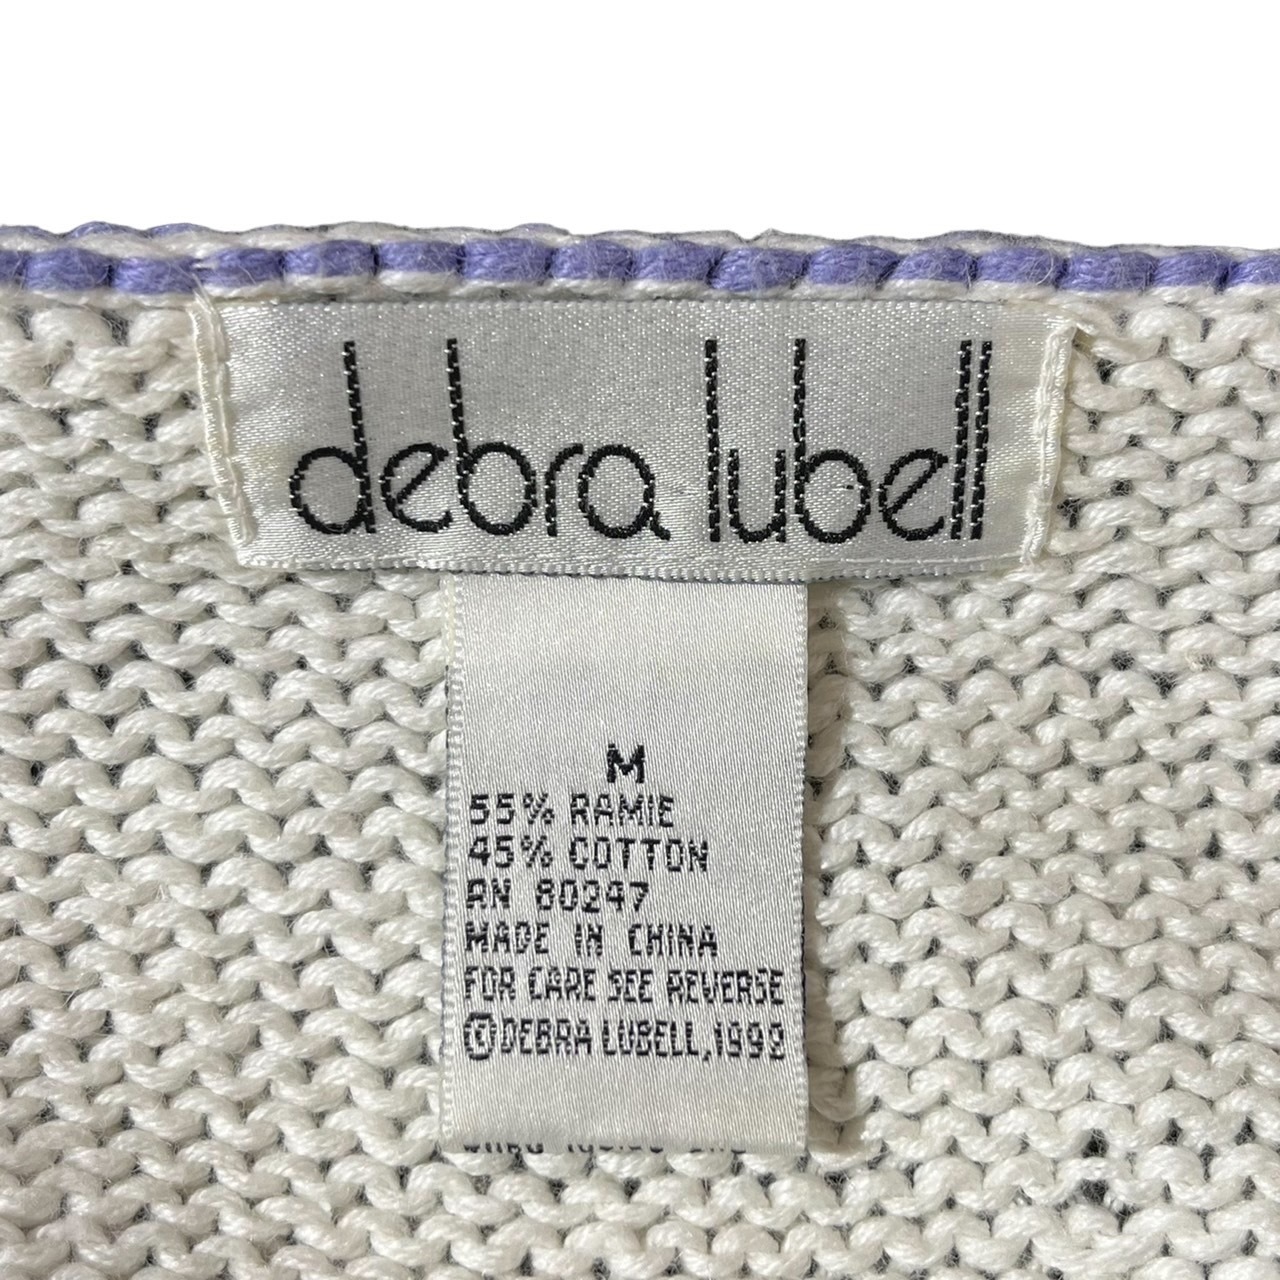 debra lubell
M
55% RAMIE
45% COTTON
RN 80247
MADE IN CHINA
FOR CARE SEE REVERSE
©DEBRA LUBELL, 1999